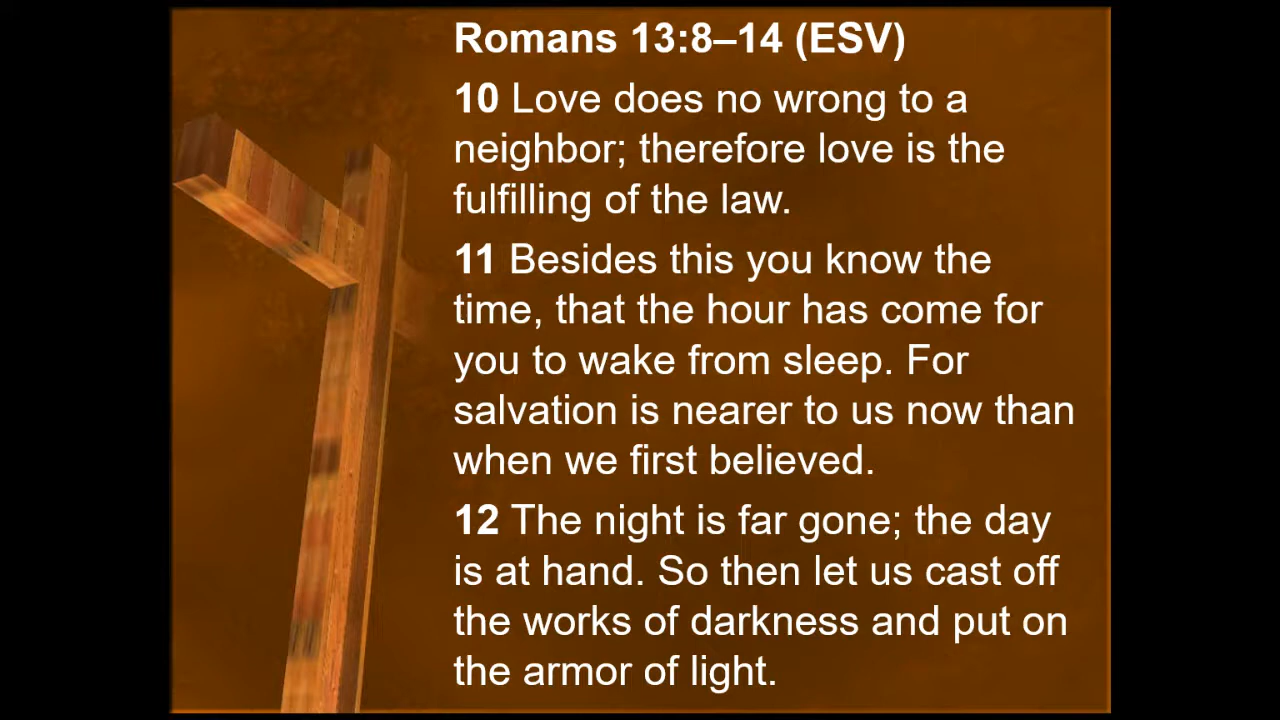 Romans 13:8–14 (ESV)
10 Love does no wrong to a
neighbor; therefore love is the
fulfilling of the law.
11 Besides this you know the
time, that the hour has come for
you to wake from sleep. For
salvation is nearer to us now than
when we first believed.
12 The night is far gone; the day
is at hand. So then let us cast off
the works of darkness and put on
the armor of light.